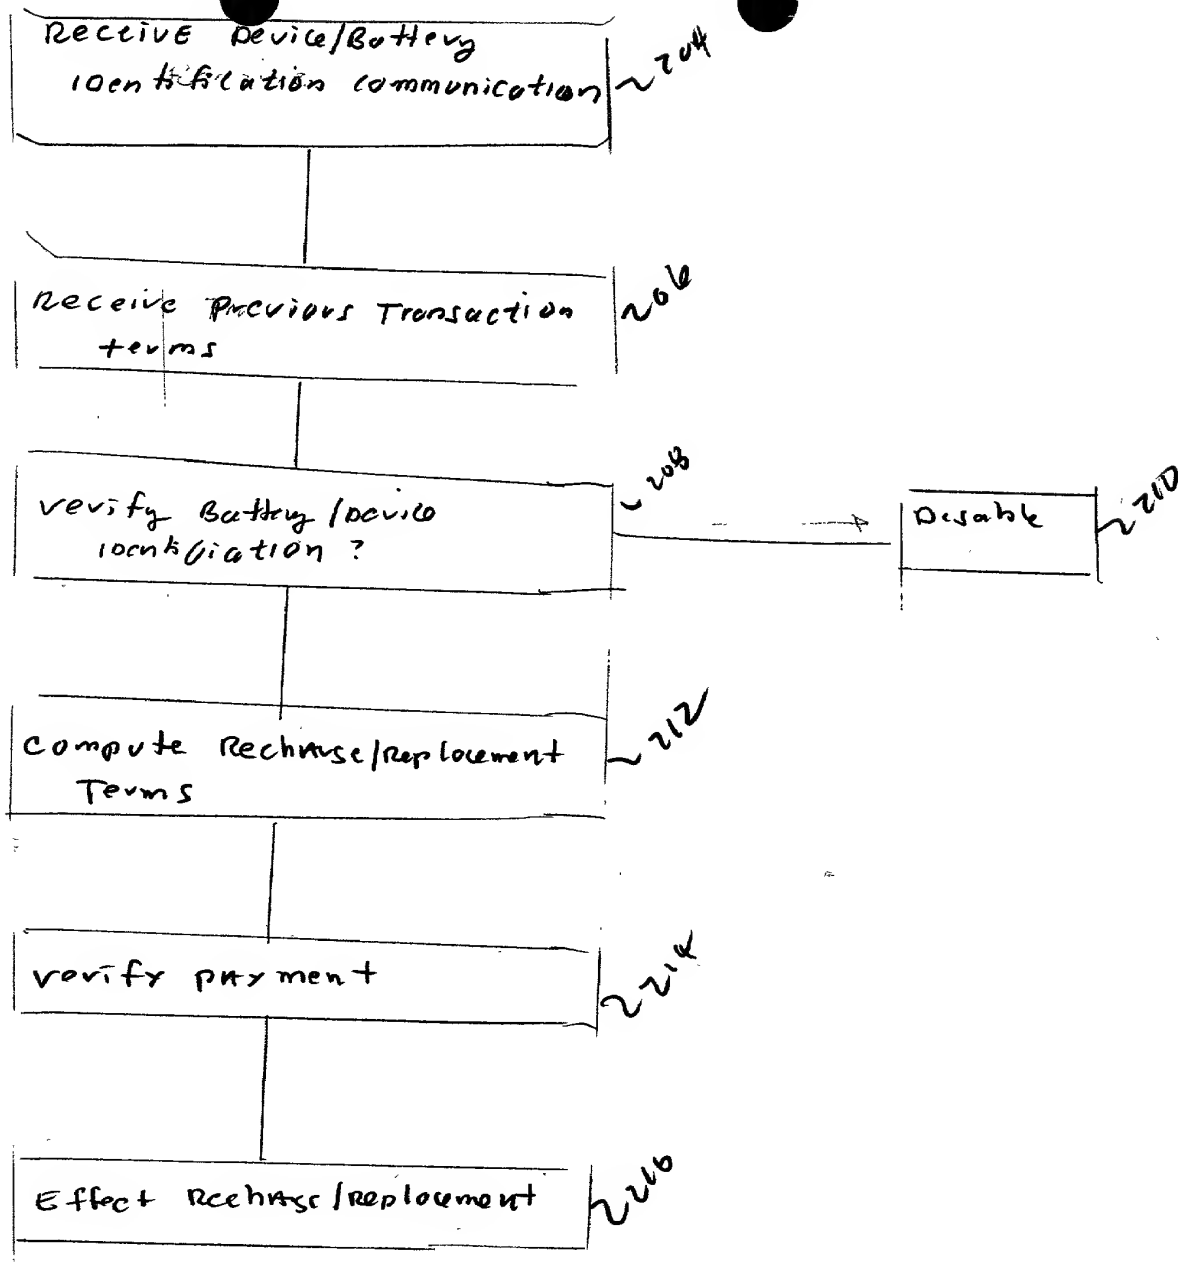 Receive Device/Battery
Identification communication
204
Receive Previous Transaction
terms
206
verify Battery/Device
Identification ?
208
Disable
210
compute Recharge/Replacement
Terms
212
verify payment
214
Effect Recharge/Replacement
216